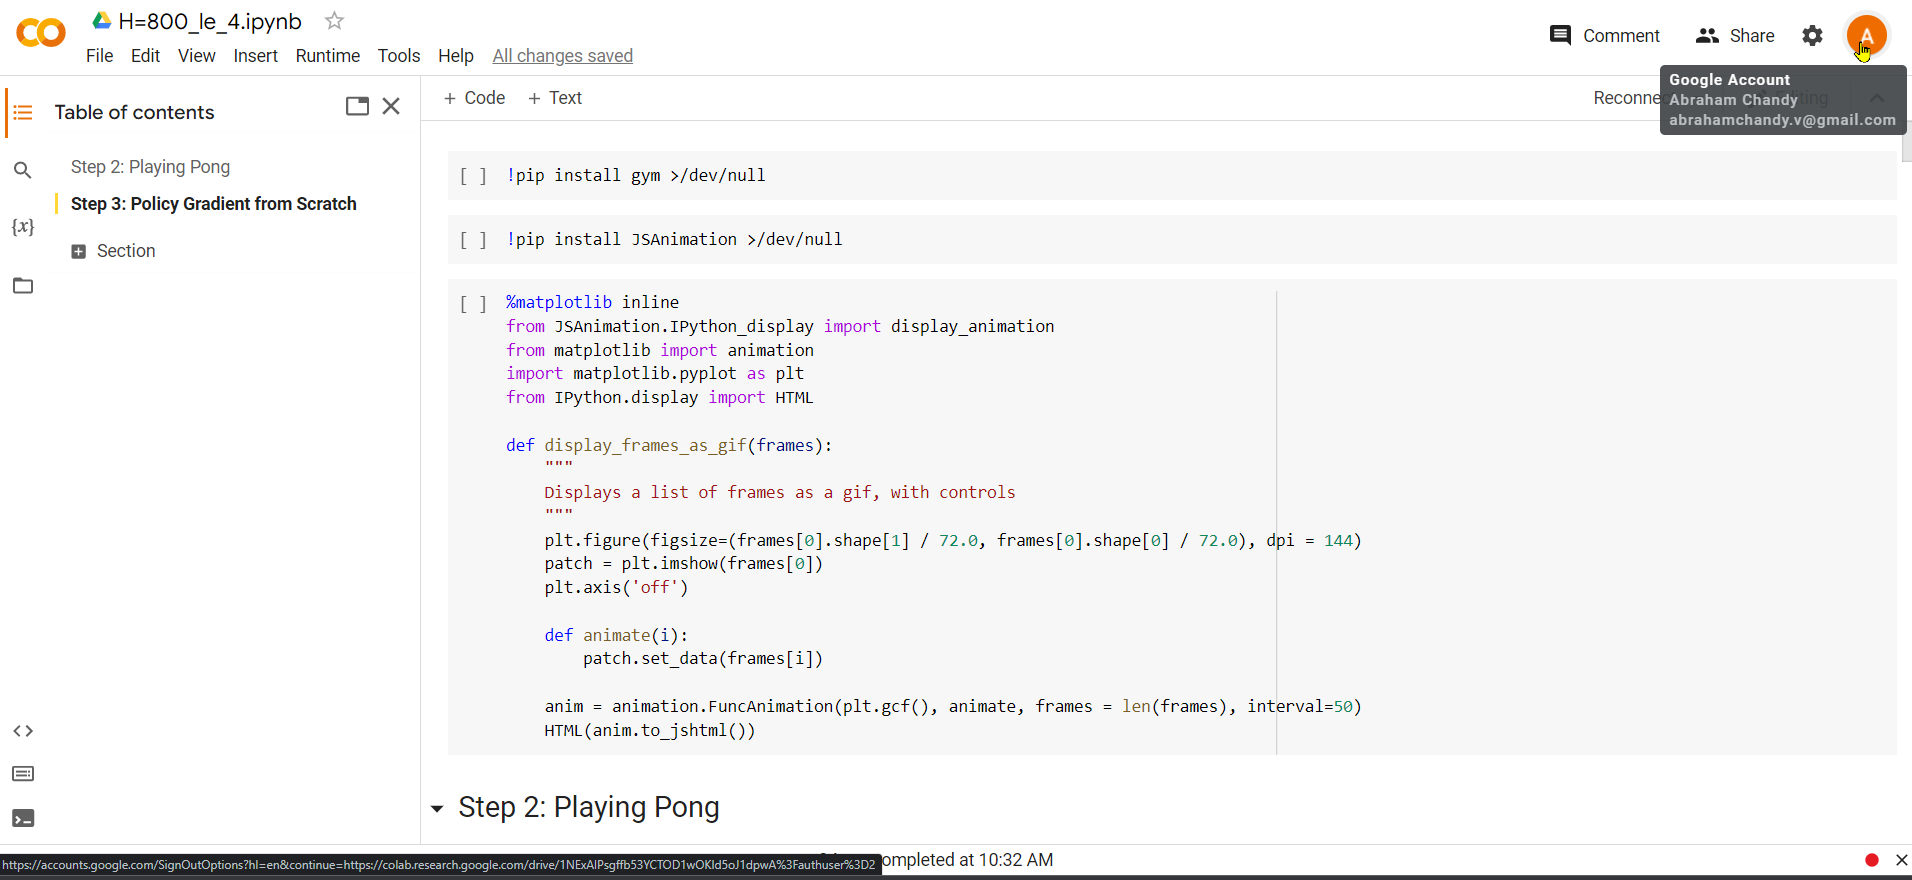 H=800_le_4.ipynb
File Edit View Insert Runtime Tools Help All changes saved
Comment Share A
Google Account
Abraham Chandy
abrahamchandy.v@gmail.com
Table of contents
Step 2: Playing Pong
Step 3: Policy Gradient from Scratch
Section
{x}
+ Code + Text
Reconnec
[ ] !pip install gym >/dev/null
[ ] !pip install JSAnimation >/dev/null
[ ] %matplotlib inline
from JSAnimation.IPython_display import display_animation
from matplotlib import animation
import matplotlib.pyplot as plt
from IPython.display import HTML
def display_frames_as_gif(frames):
"""
Displays a list of frames as a gif, with controls
"""
plt.figure(figsize=(frames[0].shape[1] / 72.0, frames[0].shape[0] / 72.0), dpi = 144)
patch = plt.imshow(frames[0])
plt.axis('off')
def animate(i):
patch.set_data(frames[i])
anim = animation.FuncAnimation(plt.gcf(), animate, frames = len(frames), interval=50)
HTML(anim.to_jshtml())
Step 2: Playing Pong
https://accounts.google.com/SignOutOptions?hl=en&continue=https://colab.research.google.com/drive/1NExAlPsgffb53YCTOD1wOKId5oJ1dpwA%3Fauthuser%3D2
ompleted at 10:32 AM